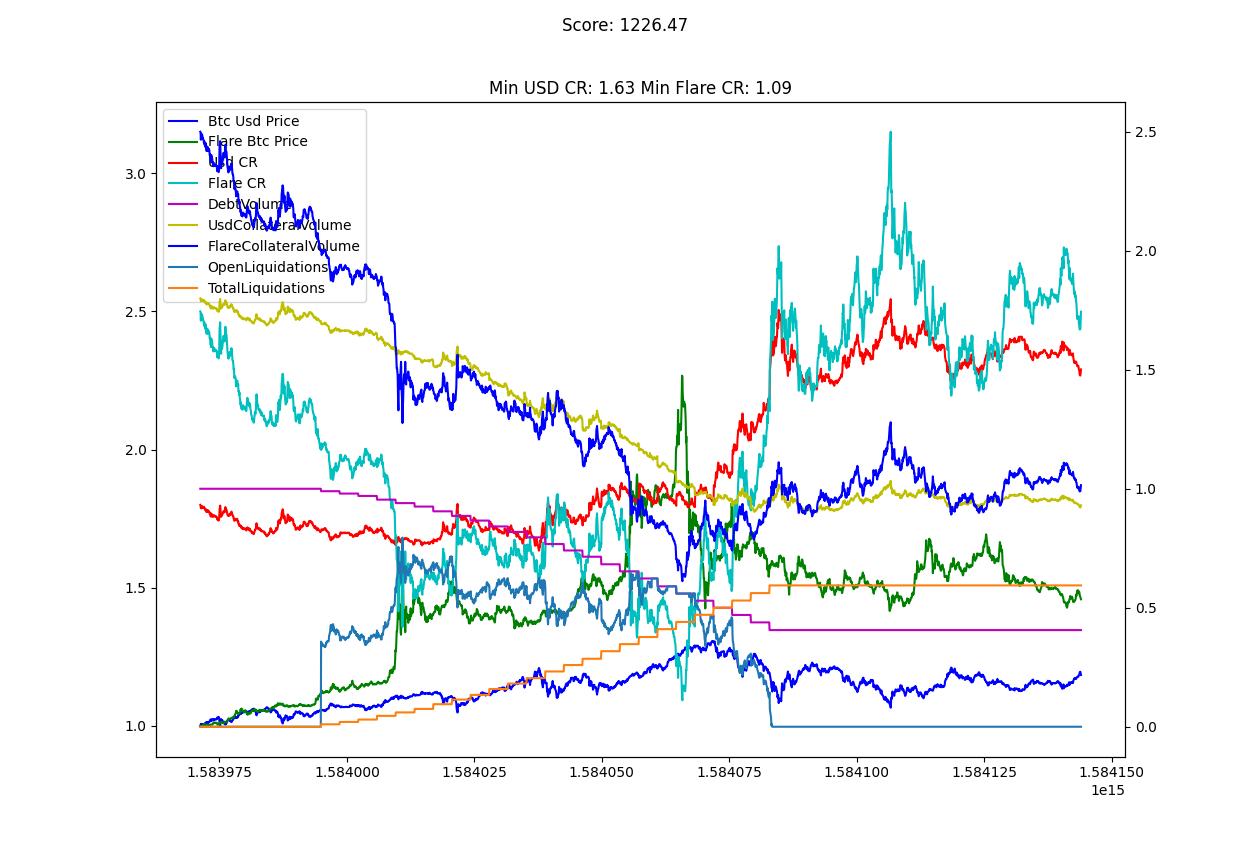 Score: 1226.47
Min USD CR: 1.63 Min Flare CR: 1.09
Btc Usd Price
Flare Btc Price
Usd CR
Flare CR
DebtVolume
UsdCollateralVolume
FlareCollateralVolume
OpenLiquidations
TotalLiquidations
3.0
2.5
2.0
1.5
1.0
2.5
2.0
1.5
1.0
0.5
0.0
1.583975 1.584000 1.584025 1.584050 1.584075 1.584100 1.584125 1.584150
1e15